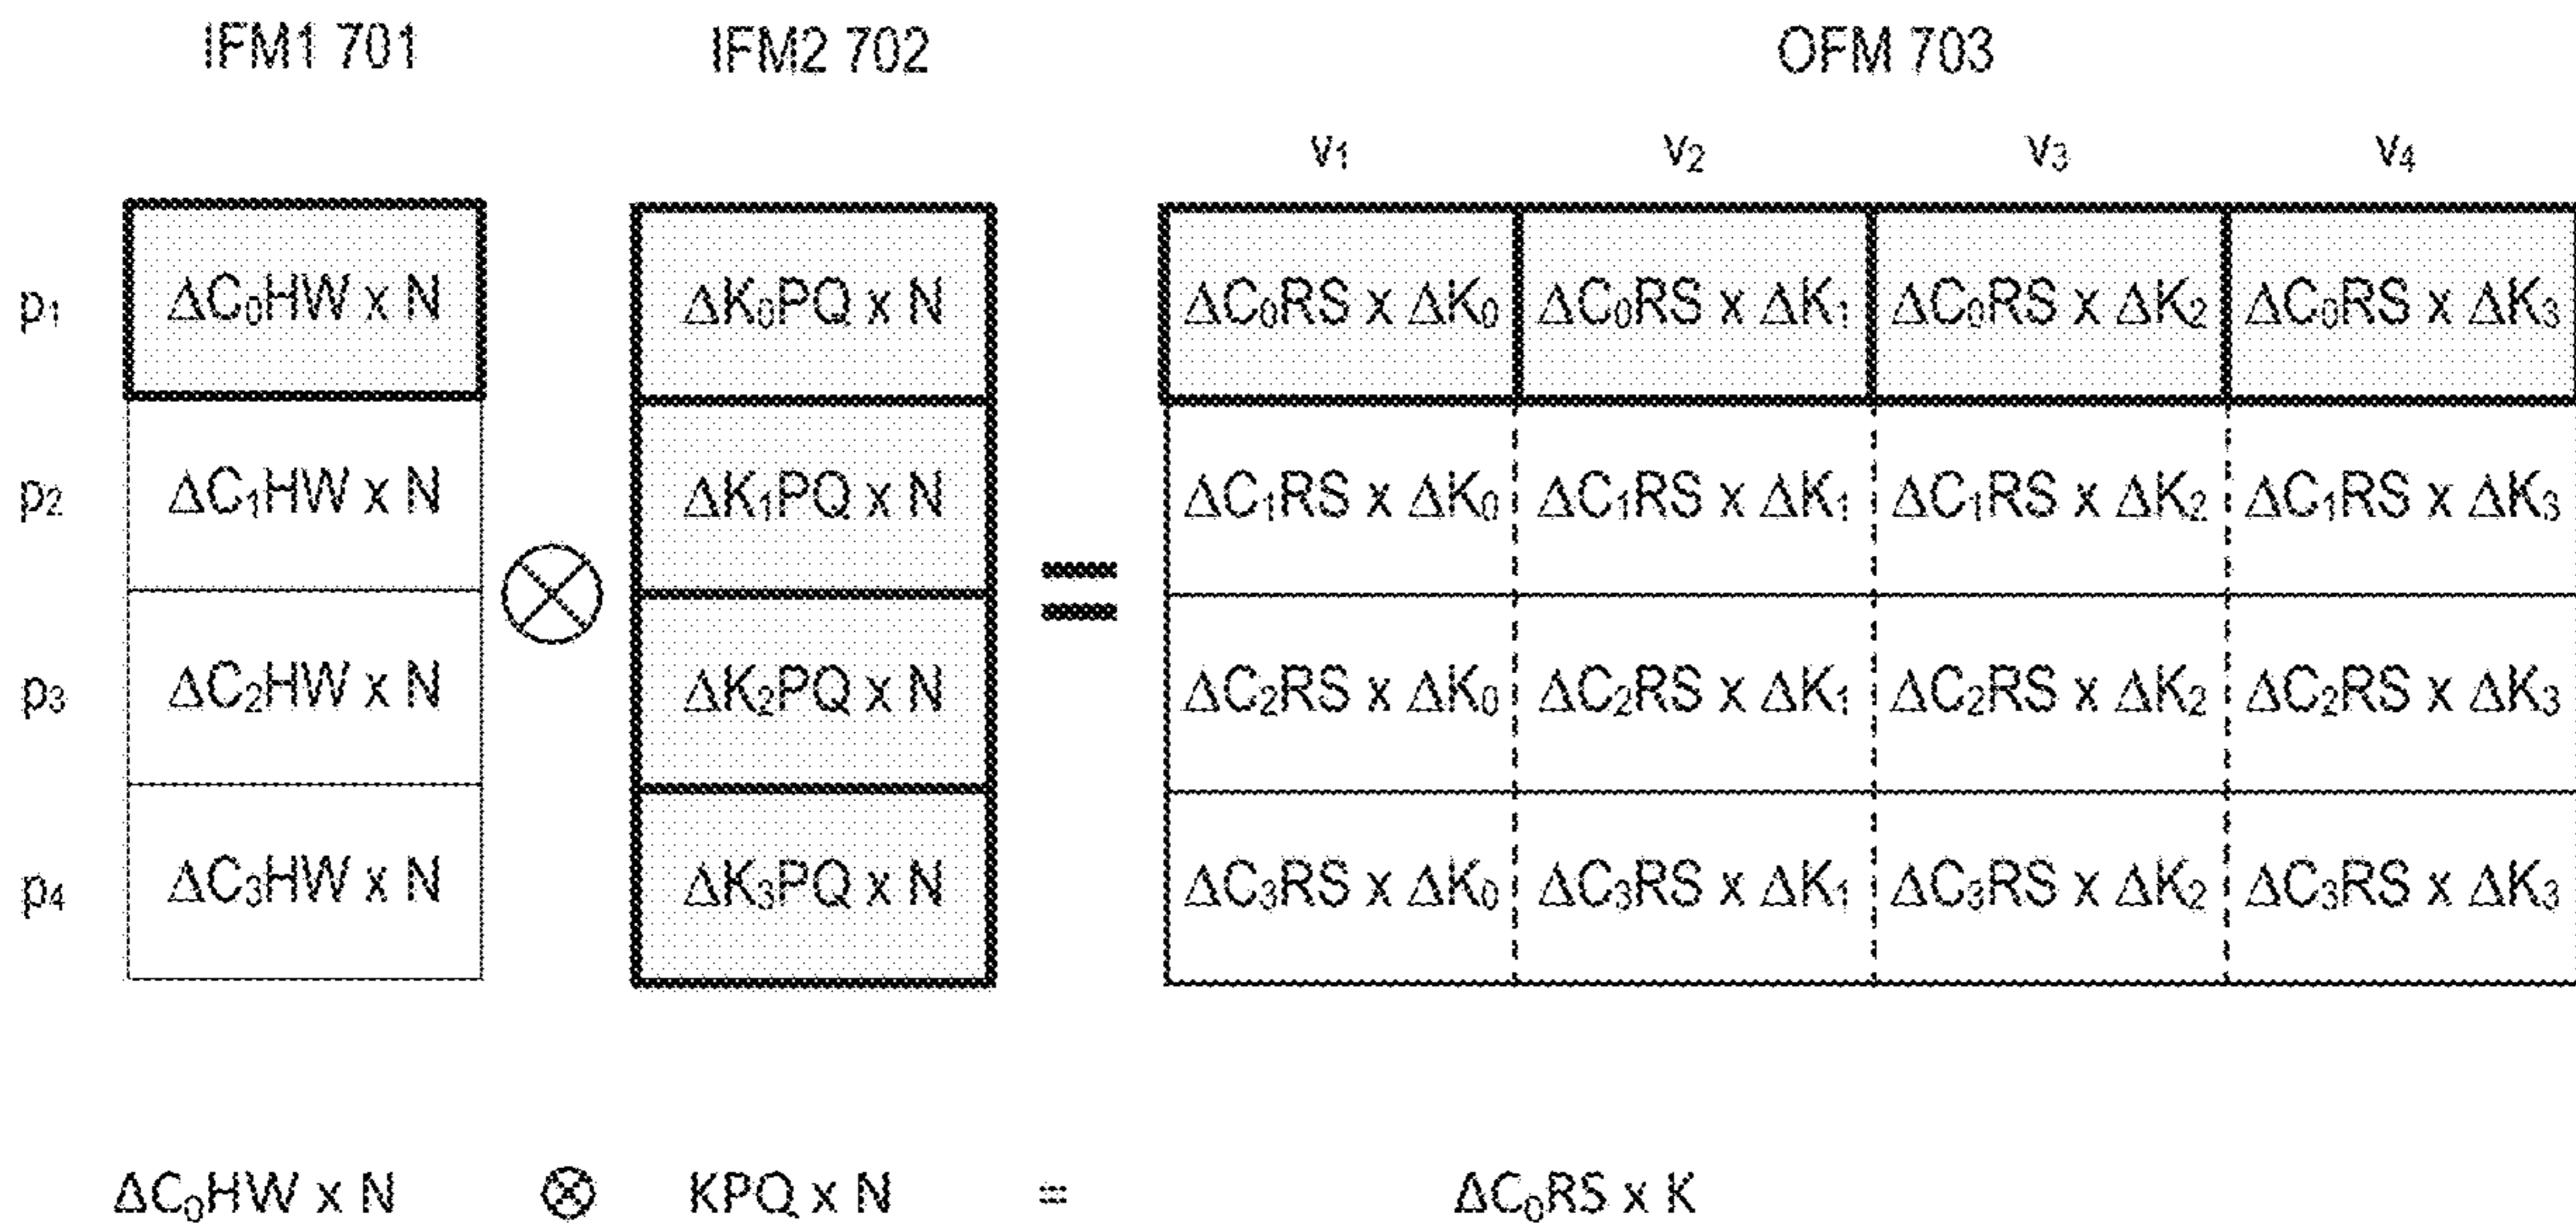 IFM1 701 IFM2 702 OFM 703
v₁ v₂ v₃ v₄
p₁ ΔC₀HW x N ΔK₀PQ x N ΔC₀RS x ΔK₀ ΔC₀RS x ΔK₁ ΔC₀RS x ΔK₂ ΔC₀RS x ΔK₃
p₂ ΔC₁HW x N ΔK₁PQ x N ΔC₁RS x ΔK₀ ΔC₁RS x ΔK₁ ΔC₁RS x ΔK₂ ΔC₁RS x ΔK₃
⊗ =
p₃ ΔC₂HW x N ΔK₂PQ x N ΔC₂RS x ΔK₀ ΔC₂RS x ΔK₁ ΔC₂RS x ΔK₂ ΔC₂RS x ΔK₃
p₄ ΔC₃HW x N ΔK₃PQ x N ΔC₃RS x ΔK₀ ΔC₃RS x ΔK₁ ΔC₃RS x ΔK₂ ΔC₃RS x ΔK₃
ΔC₀HW x N ⊗ KPQ x N = ΔC₀RS x K